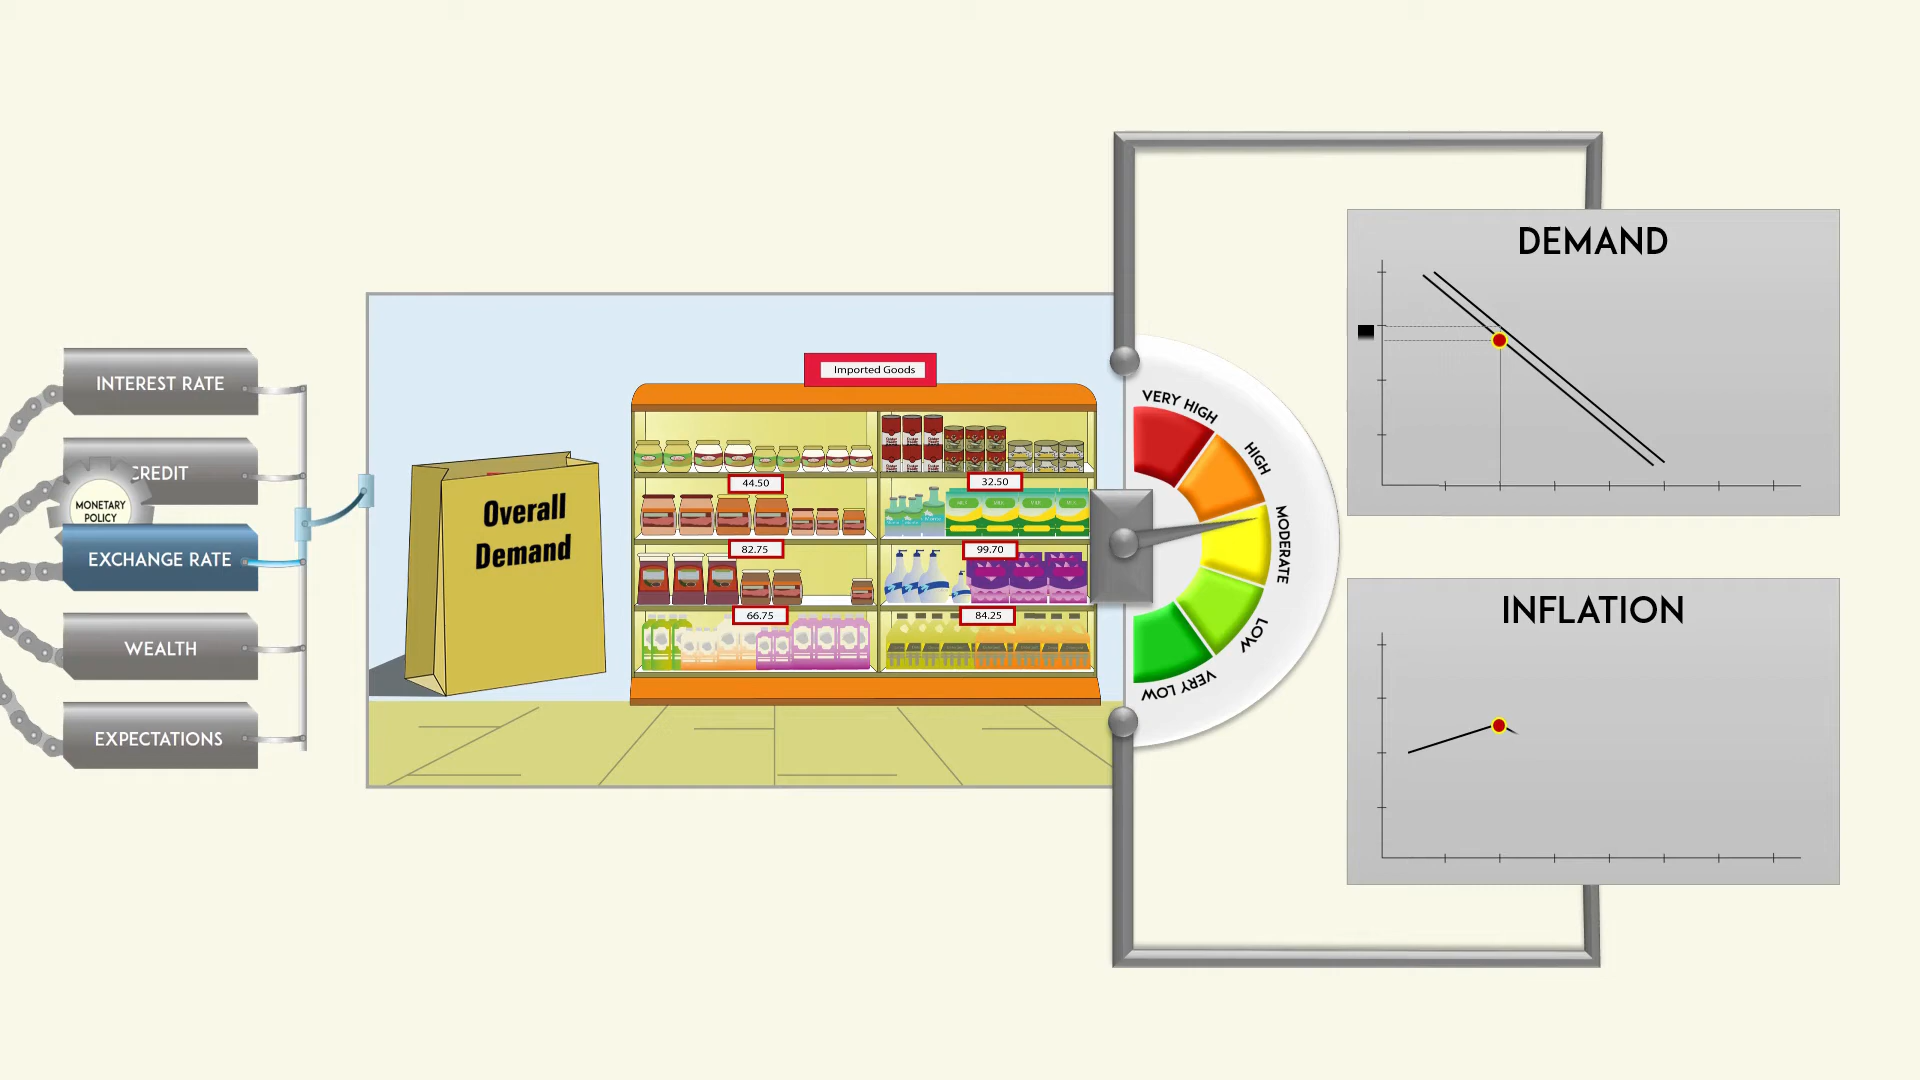 INTEREST RATE
CREDIT
MONETARY
POLICY
EXCHANGE RATE
WEALTH
EXPECTATIONS
Overall
Demand
Imported Goods
44.50
32.50
82.75
99.70
66.75
84.25
VERY HIGH
HIGH
MODERATE
LOW
VERY LOW
DEMAND
INFLATION